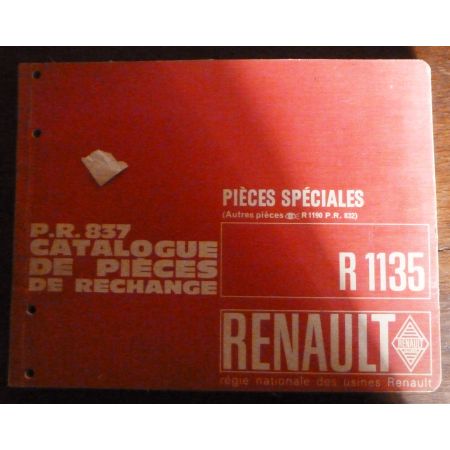 PIÈCES SPÉCIALES
(Autres pièces R 1190 P.R. 832)
P.R. 837
CATALOGUE
DE PIÈCES
DE RECHANGE
R 1135
RENAULT
RENAULT
régie nationale des usines Renault